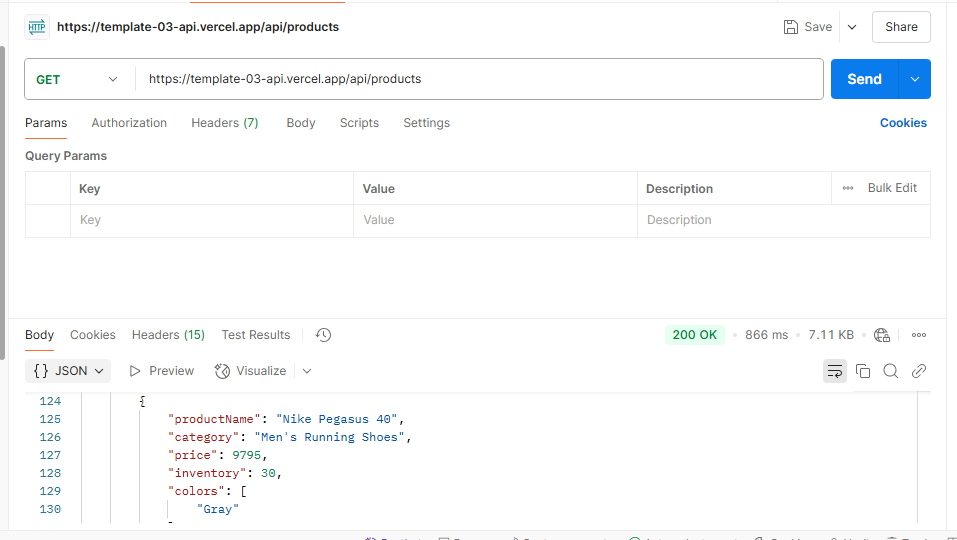 HTTP https://template-03-api.vercel.app/api/products Save Share
GET https://template-03-api.vercel.app/api/products Send
Params Authorization Headers (7) Body Scripts Settings Cookies
Query Params
Key Value Description Bulk Edit
Key Value Description
Body Cookies Headers (15) Test Results 200 OK 866 ms 7.11 KB
{} JSON Preview Visualize
124 {
125 "productName": "Nike Pegasus 40",
126 "category": "Men's Running Shoes",
127 "price": 9795,
128 "inventory": 30,
129 "colors": [
130 "Gray"